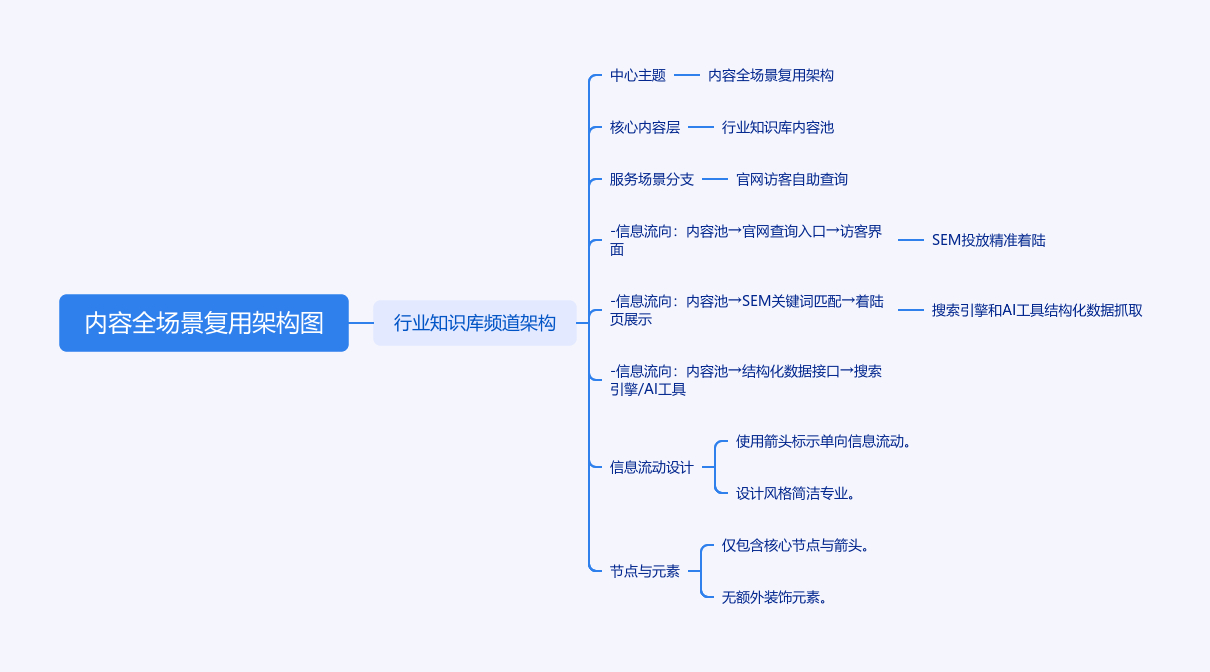 内容全场景复用架构图
行业知识库频道架构
中心主题
内容全场景复用架构
核心内容层
行业知识库内容池
服务场景分支
官网访客自助查询
-信息流向：内容池→官网查询入口→访客界
面
SEM投放精准着陆
-信息流向：内容池→SEM关键词匹配→着陆
页展示
搜索引擎和AI工具结构化数据抓取
-信息流向：内容池→结构化数据接口→搜索
引擎/AI工具
信息流动设计
使用箭头标示单向信息流动。
设计风格简洁专业。
节点与元素
仅包含核心节点与箭头。
无额外装饰元素。